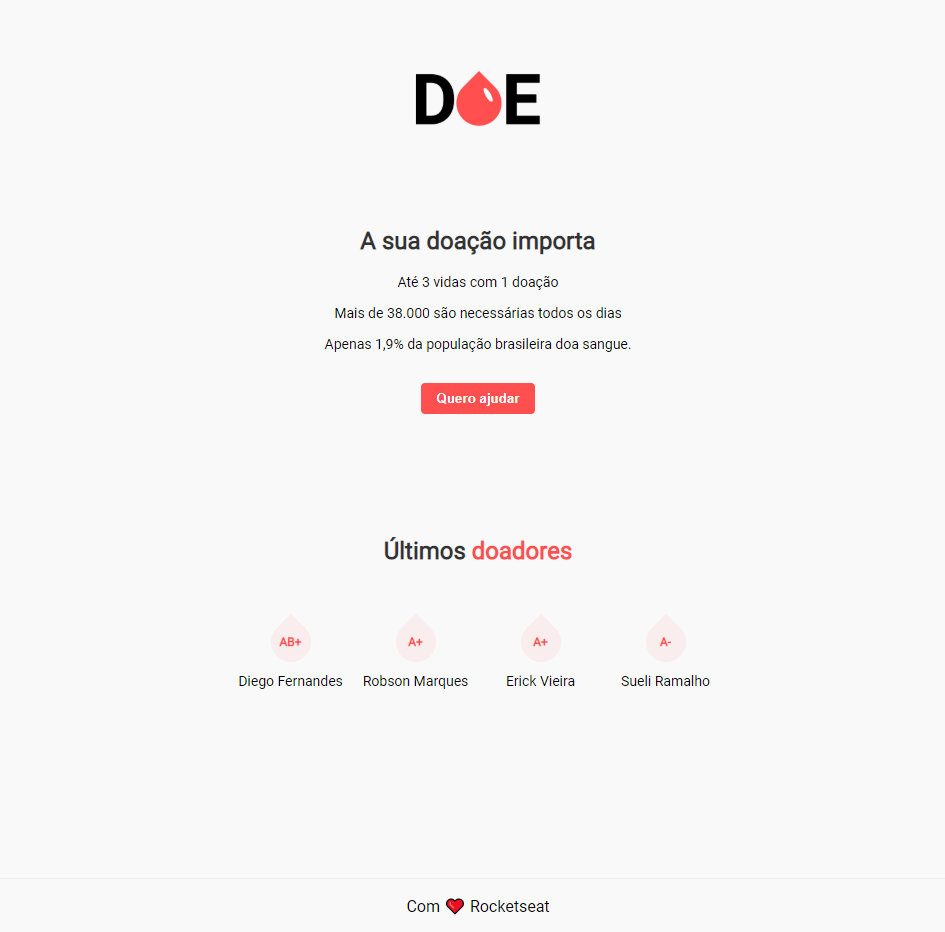 DOE
A sua doação importa
Até 3 vidas com 1 doação
Mais de 38.000 são necessárias todos os dias
Apenas 1,9% da população brasileira doa sangue.
Quero ajudar
Últimos doadores
AB+ A+ A+ A-
Diego Fernandes Robson Marques Erick Vieira Sueli Ramalho
Com ❤ Rocketseat